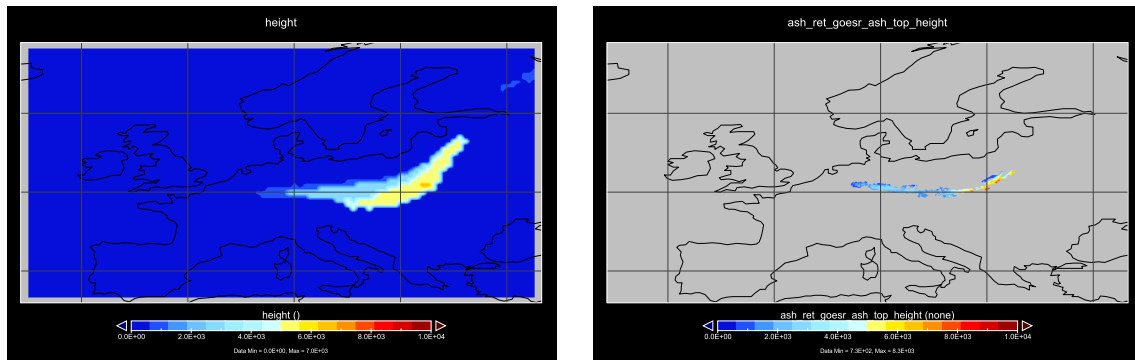 height
height ()
0.0E+00 2.0E+03 4.0E+03 6.0E+03 8.0E+03 1.0E+04
Data Min = 0.0E+00, Max = 7.0E+03
ash_ret_goesr_ash_top_height
ash_ret_goesr_ash_top_height (none)
0.0E+00 2.0E+03 4.0E+03 6.0E+03 8.0E+03 1.0E+04
Data Min = 7.3E+02, Max = 8.3E+03